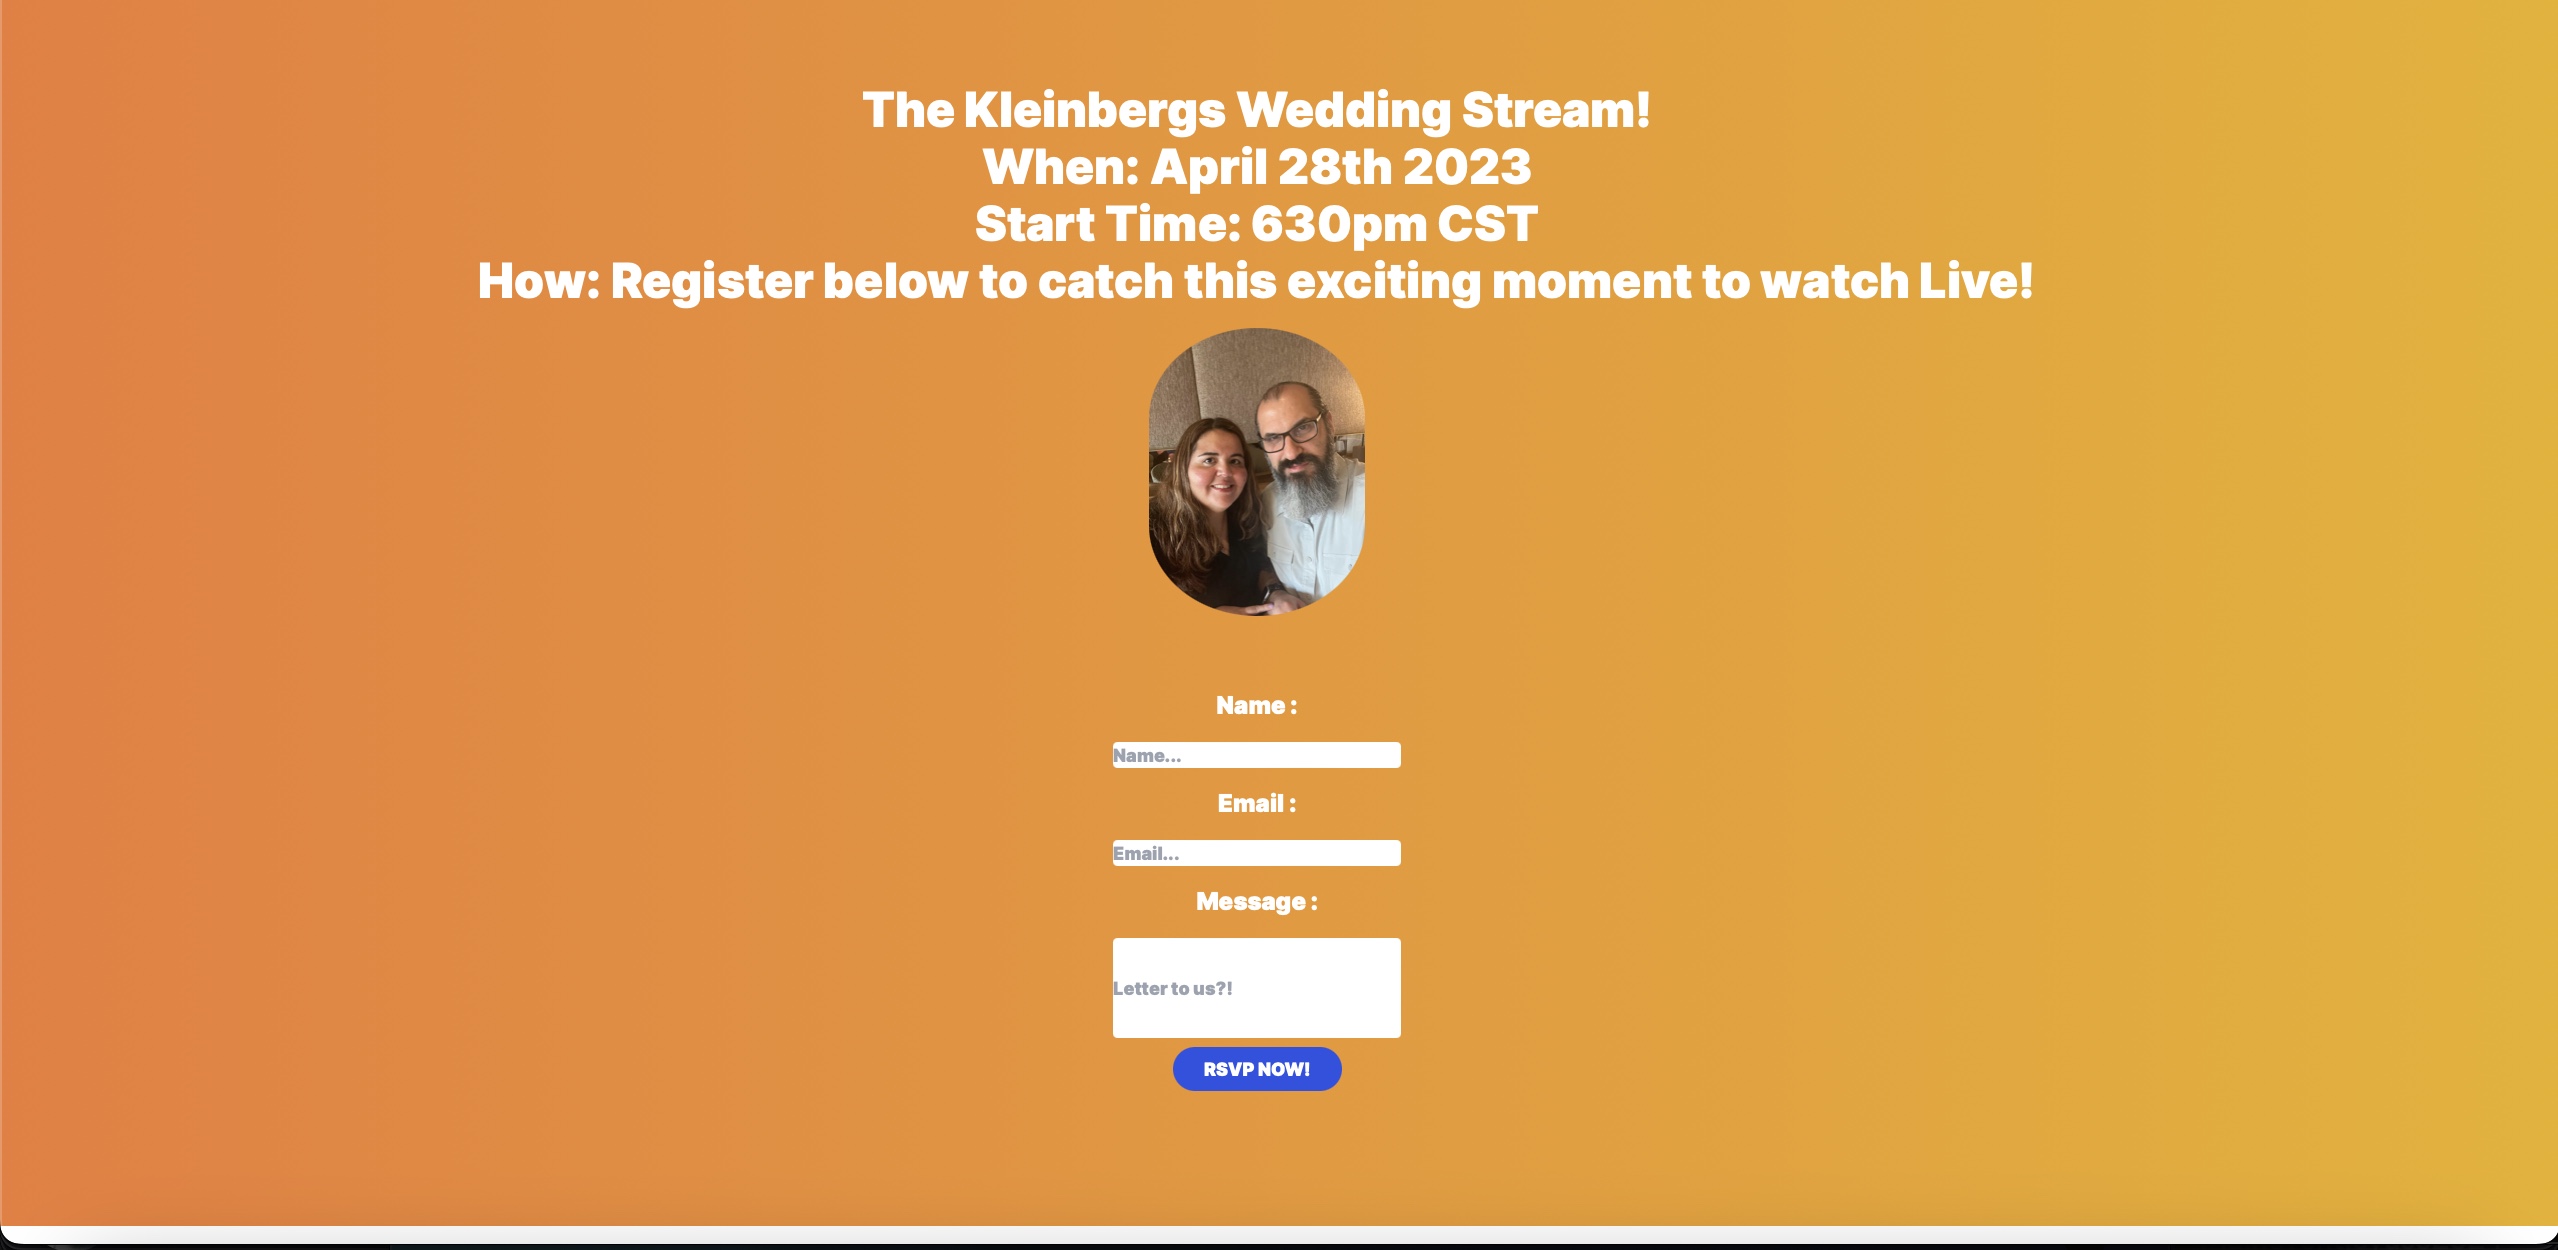 The Kleinbergs Wedding Stream!
When: April 28th 2023
Start Time: 630pm CST
How: Register below to catch this exciting moment to watch Live!
Name :
Name...
Email :
Email...
Message :
Letter to us?!
RSVP NOW!